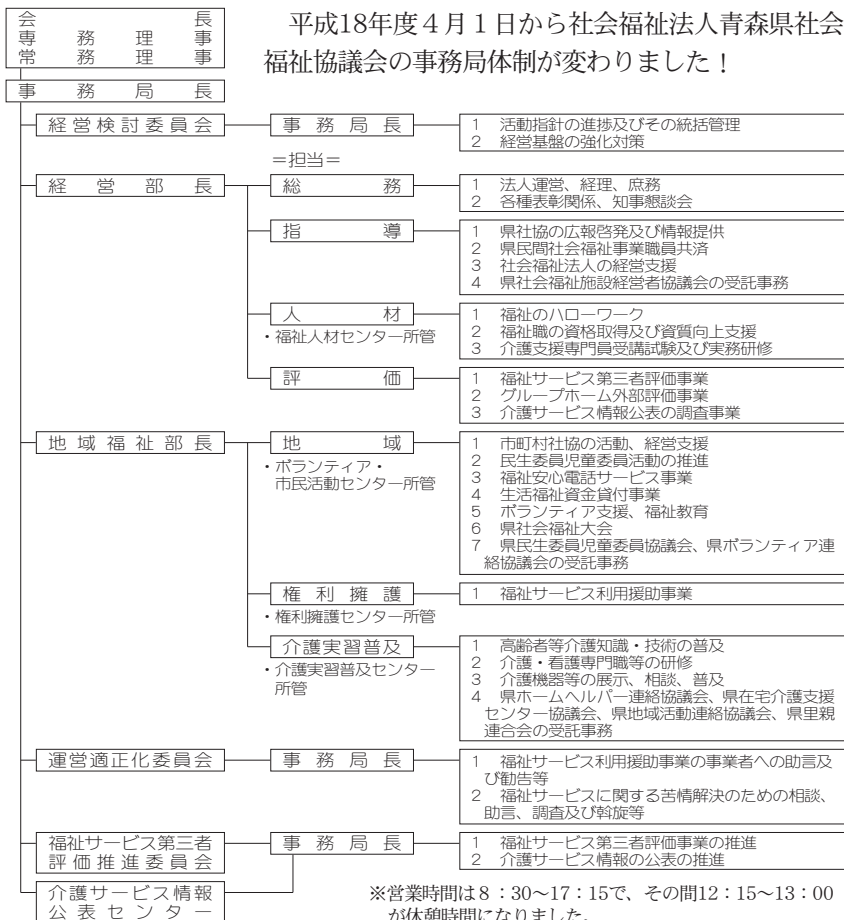 会長
専務理事
常務理事
事務局長
平成18年度４月１日から社会福祉法人青森県社会
福祉協議会の事務局体制が変わりました！
経営検討委員会
事務局長
1　活動指針の進捗及びその統括管理
2　経営基盤の強化対策
＝担当＝
経営部長
総務
1　法人運営、経理、庶務
2　各種表彰関係、知事懇談会
指導
1　県社協の広報啓発及び情報提供
2　県民間社会福祉事業職員共済
3　社会福祉法人の経営支援
4　県社会福祉施設経営者協議会の受託事務
人材
・福祉人材センター所管
1　福祉のハローワーク
2　福祉職の資格取得及び資質向上支援
3　介護支援専門員受講試験及び実務研修
評価
1　福祉サービス第三者評価事業
2　グループホーム外部評価事業
3　介護サービス情報公表の調査事業
地域福祉部長
地域
・ボランティア・
市民活動センター所管
1　市町村社協の活動、経営支援
2　民生委員児童委員活動の推進
3　福祉安心電話サービス事業
4　生活福祉資金貸付事業
5　ボランティア支援、福祉教育
6　県社会福祉大会
7　県民生委員児童委員協議会、県ボランティア連
絡協議会の受託事務
権利擁護
・権利擁護センター所管
1　福祉サービス利用援助事業
介護実習普及
・介護実習普及センター
所管
1　高齢者等介護知識・技術の普及
2　介護・看護専門職等の研修
3　介護機器等の展示、相談、普及
4　県ホームヘルパー連絡協議会、県在宅介護支援
センター協議会、県地域活動連絡協議会、県里親
連合会の受託事務
運営適正化委員会
事務局長
1　福祉サービス利用援助事業の事業者への助言及
び勧告等
2　福祉サービスに関する苦情解決のための相談、
助言、調査及び斡旋等
福祉サービス第三者
評価推進委員会
事務局長
1　福祉サービス第三者評価事業の推進
2　介護サービス情報の公表の推進
介護サービス情報
公表センター
※営業時間は８：30〜17：15で、その間12：15〜13：00
が休憩時間になりました。